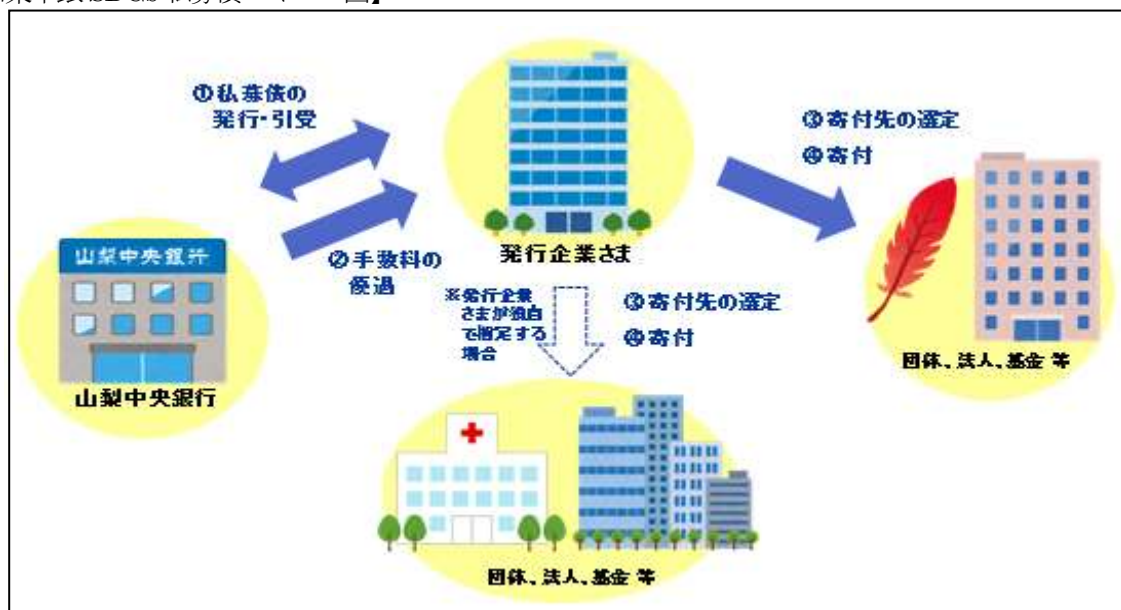 ①私募債の
発行・引受
②手数料の
優遇
③寄付先の選定
④寄付
発行企業さま
山梨中央銀行
山梨中央銀行
※発行企業
さまが独自
で指定する
場合
③寄付先の選定
④寄付
団体、法人、基金 等
団体、法人、基金 等